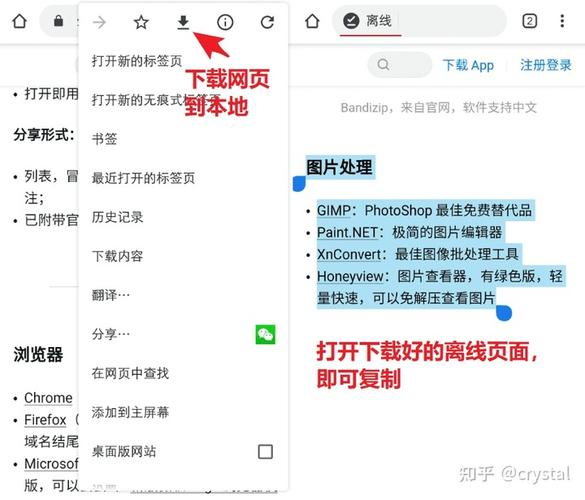 打开即用
分享形式：
列表，冒
注；
已附带官
浏览器
Chrome
Firefox（
域名结尾
Microsof
版，可以
打开新的标签页
打开新的无痕式标签页
书签
最近打开的标签页
历史记录
下载内容
翻译…
分享…
在网页中查找
添加到主屏幕
桌面版网站
设置
下载网页
到本地
离线
2
下载 App
注册登录
Bandizip，来自官网，软件支持中文
图片处理
GIMP：PhotoShop 最佳免费替代品
Paint.NET：极简的图片编辑器
XnConvert：最佳图像批处理工具
Honeyview：图片查看器，有绿色版，轻
量快速，可以免解压查看图片
打开下载好的离线页面，
即可复制
知乎 @crystal